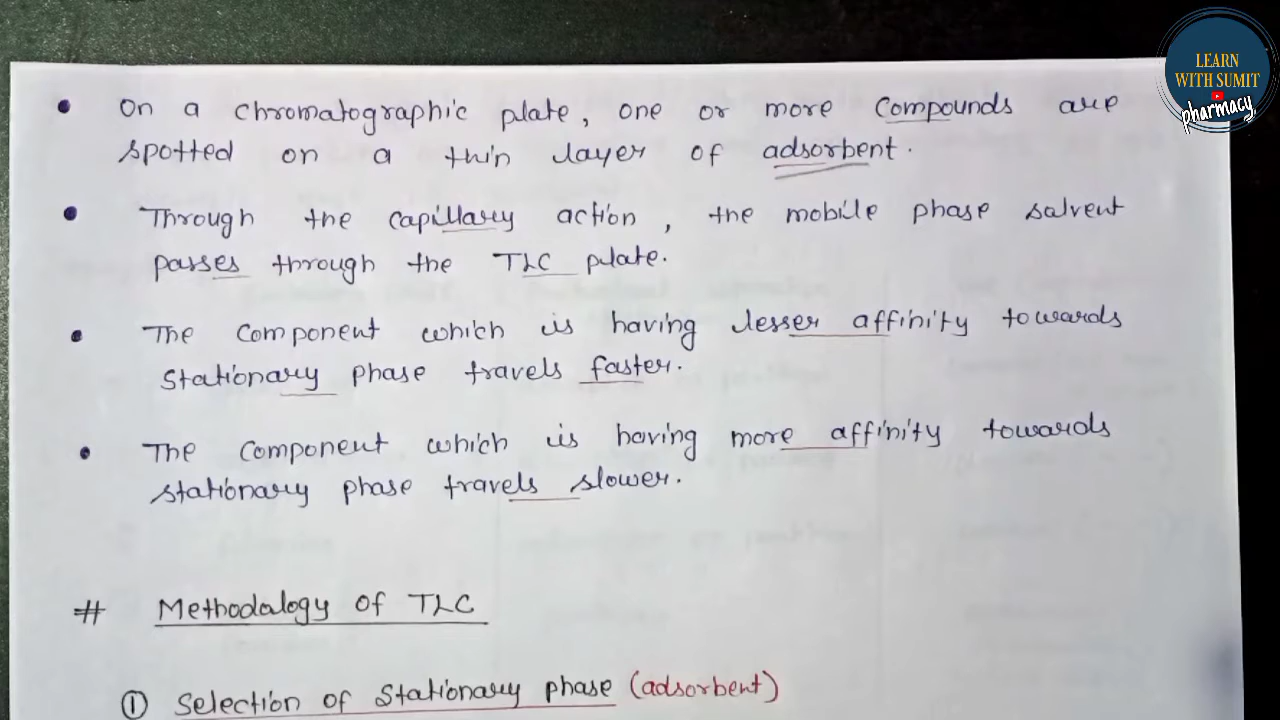 LEARN
WITH SUMIT
pharmacy
• On a chromatographic plate, one or more compounds are
spotted on a thin layer of adsorbent.
• Through the capillary action, the mobile phase solvent
passes through the TLC plate.
• The component which is having lesser affinity towards
stationary phase travels faster.
• The component which is having more affinity towards
stationary phase travels slower.
# Methodology of TLC
① Selection of stationary phase (adsorbent)